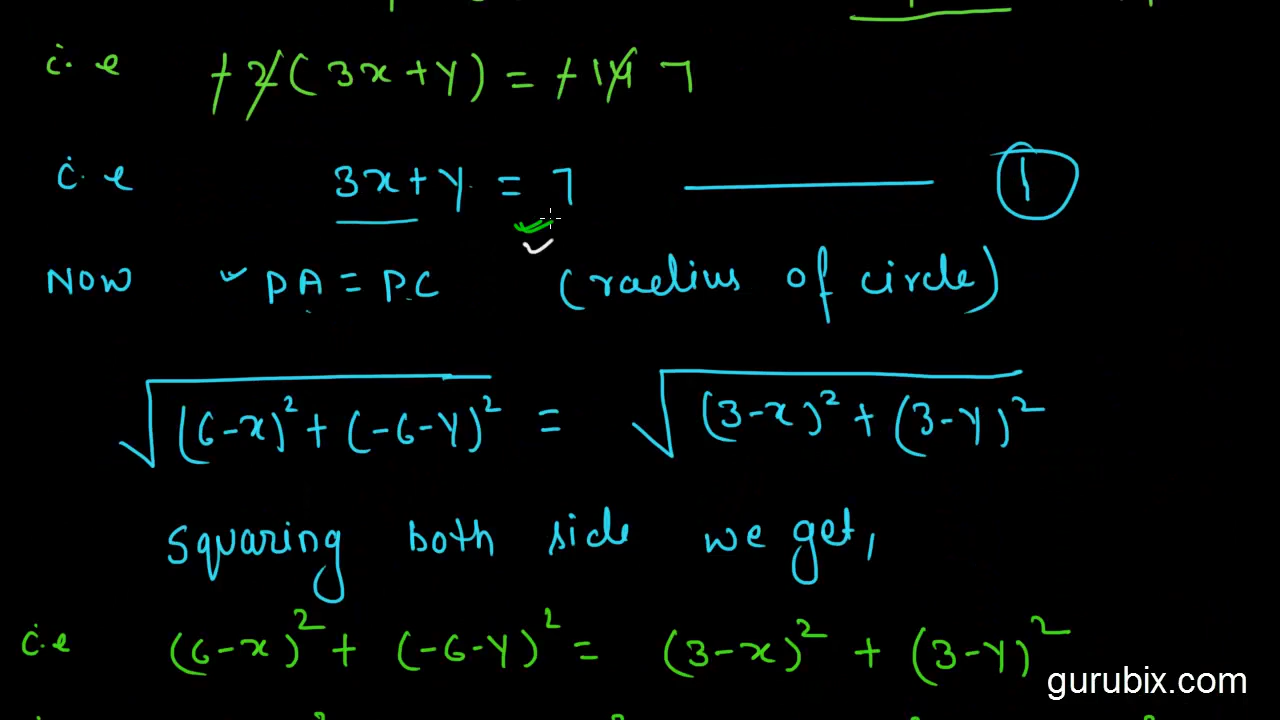 i.e +2(3x+y) = +14 7
i.e 3x+y = 7 1
NOW PA = PC (radius of circle)
√(6-x)²+(-6-y)² = √(3-x)²+(3-y)²
squaring both side we get,
i.e (6-x)²+(-6-y)² = (3-x)²+(3-y)²
gurubix.com